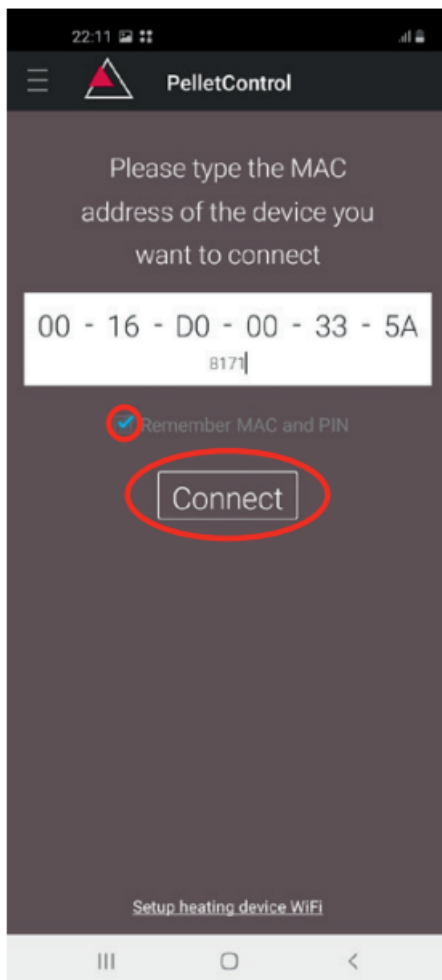 22:11
PelletControl
Please type the MAC
address of the device you
want to connect
00 - 16 - D0 - 00 - 33 - 5A
8171
Remember MAC and PIN
Connect
Setup heating device WiFi